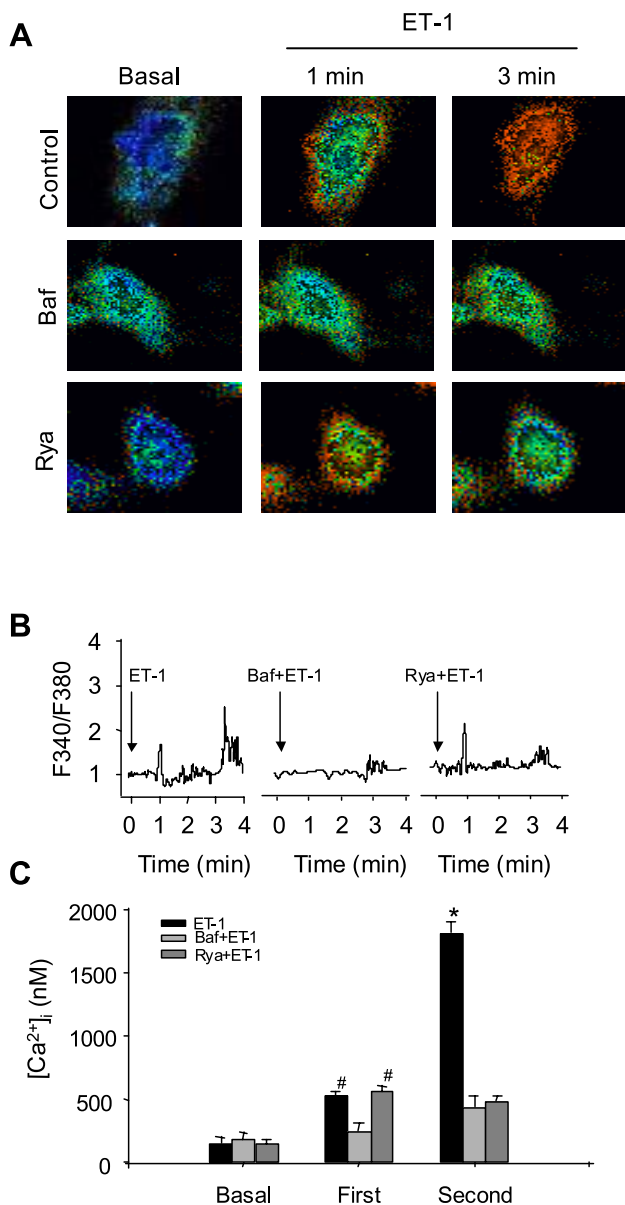 A
ET-1
Basal
1 min
3 min
Control
Baf
Rya
B
F340/F380
4
3
2
1
ET-1
Baf+ET-1
Rya+ET-1
0 1 2 3 4
0 1 2 3 4
0 1 2 3 4
Time (min)
Time (min)
Time (min)
C
[Ca²⁺]ᵢ (nM)
2000
1500
1000
500
0
ET-1
Baf+ET-1
Rya+ET-1
# # *
Basal
First
Second